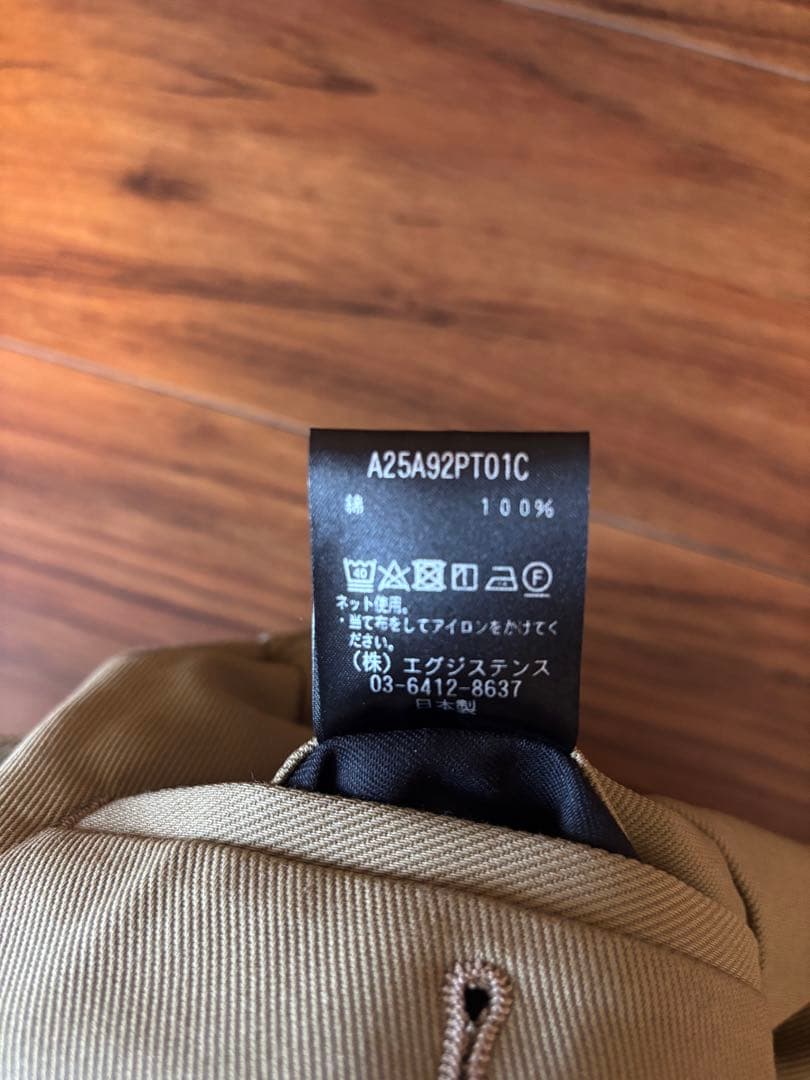 A25A92PT01C
綿 100%
40 F
ネット使用。
・当て布をしてアイロンをかけてく
ださい。
(株) エグジステンス
03-6412-8637
日本製